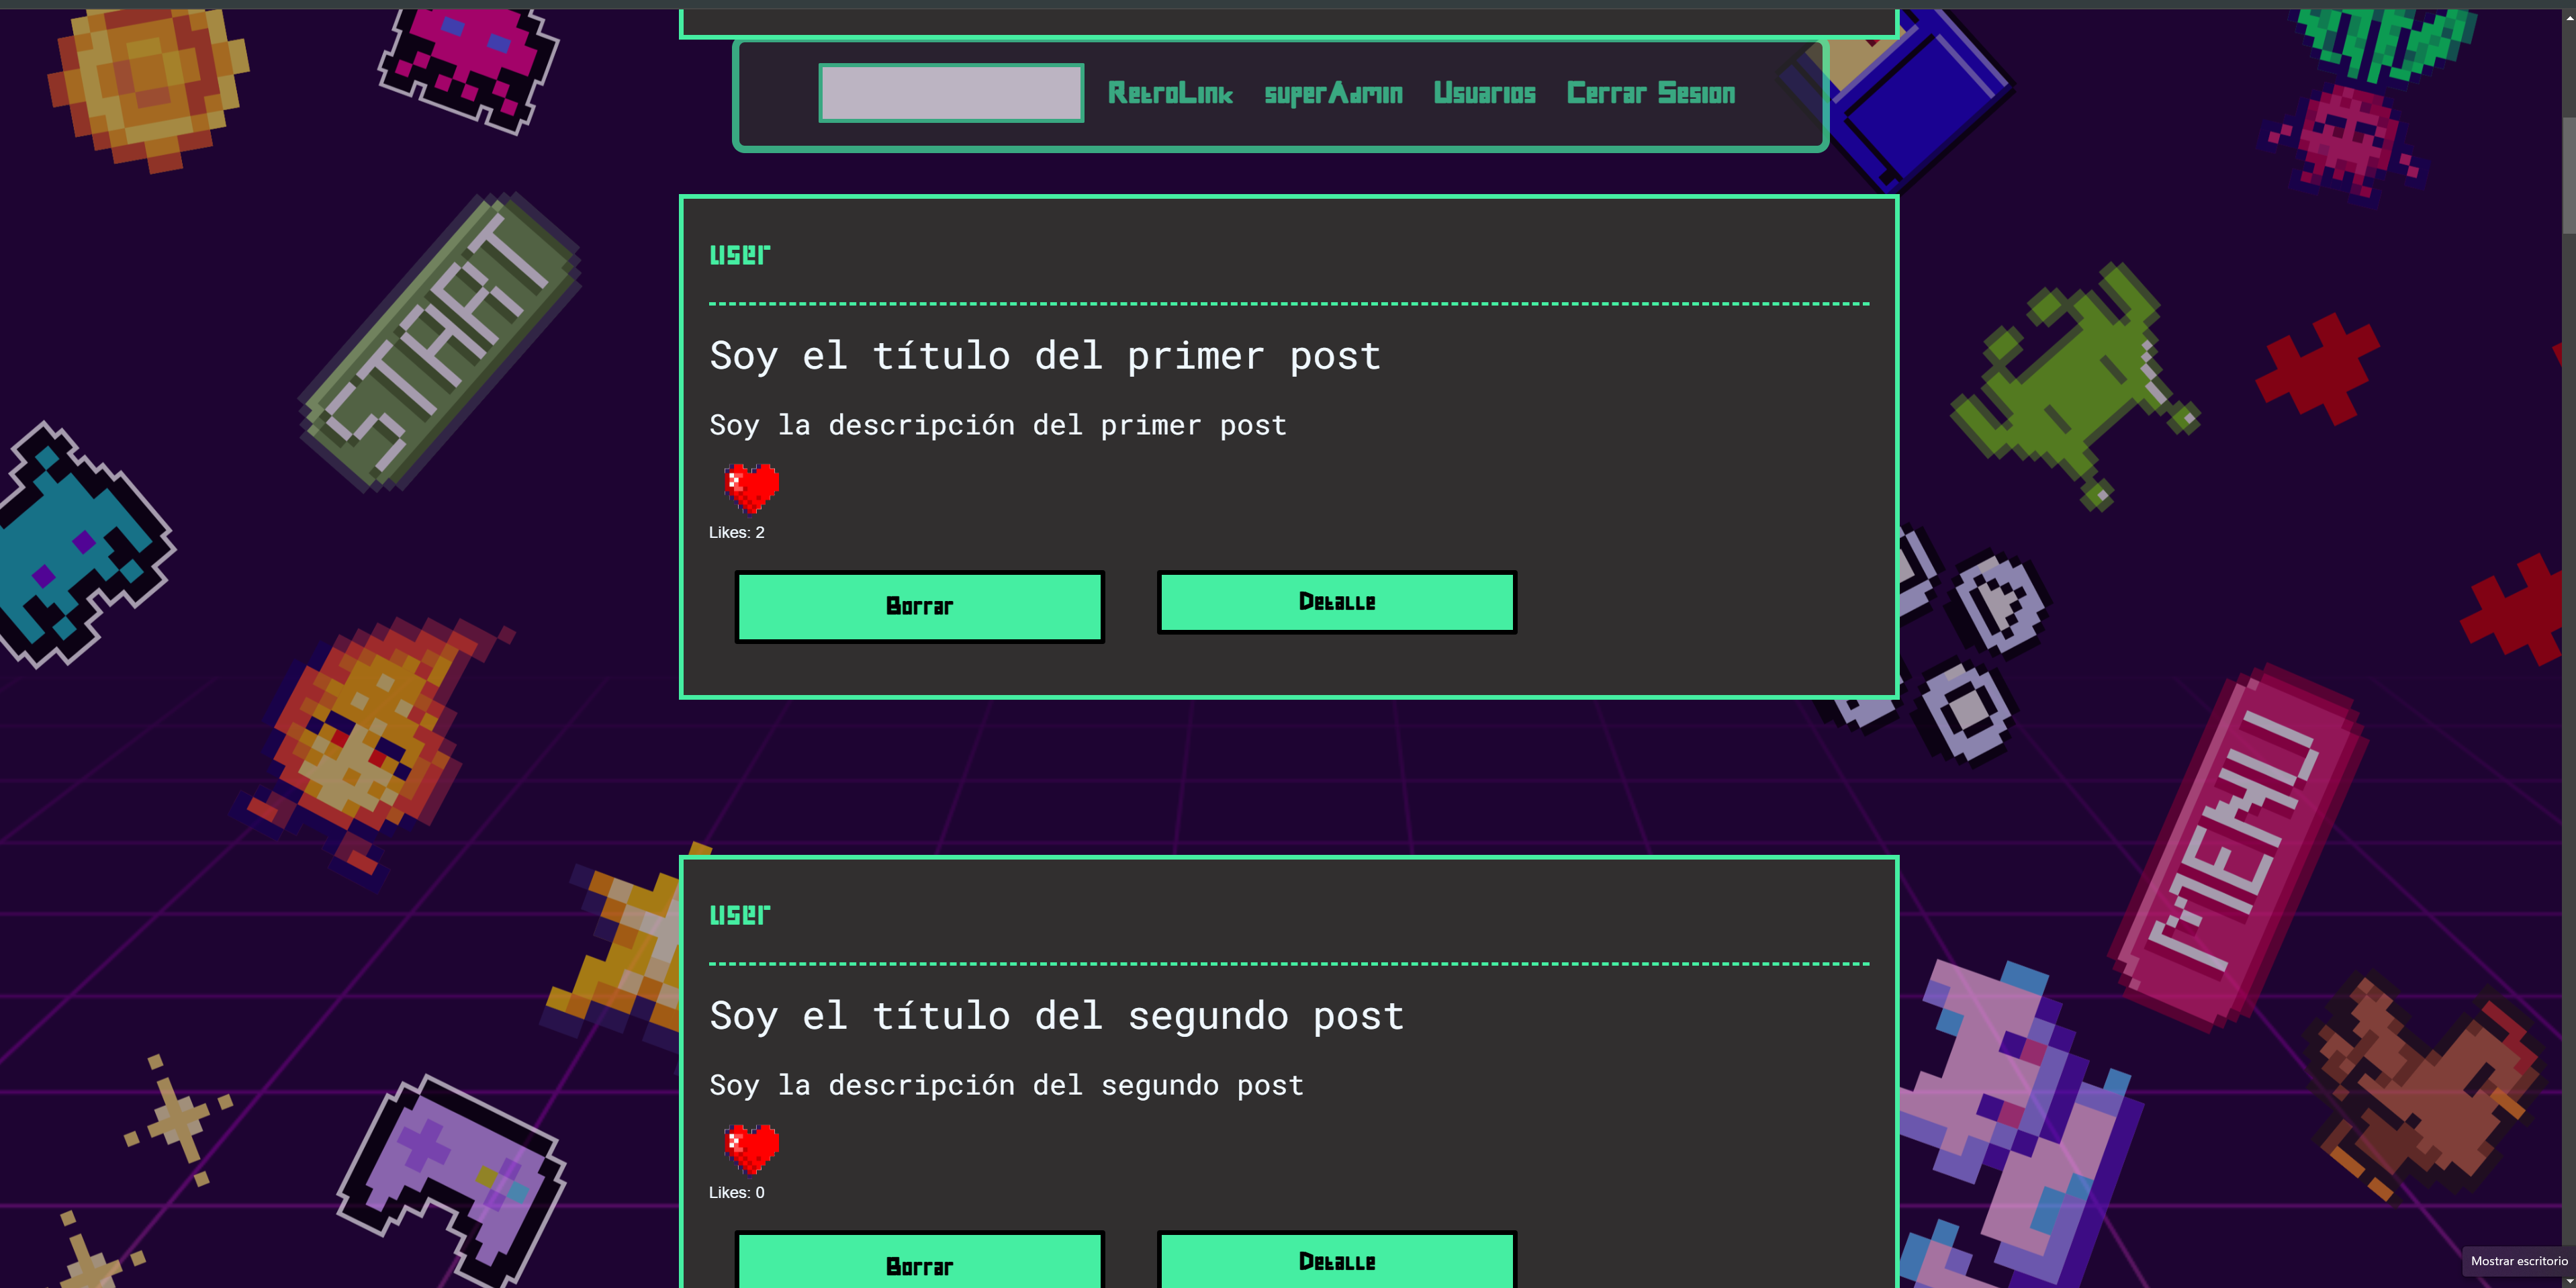 RetroLink superAdmin Usuarios Cerrar Sesion
START
user
Soy el título del primer post
Soy la descripción del primer post
Likes: 2
Borrar Detalle
MENU
user
Soy el título del segundo post
Soy la descripción del segundo post
Likes: 0
Borrar Detalle
Mostrar escritorio